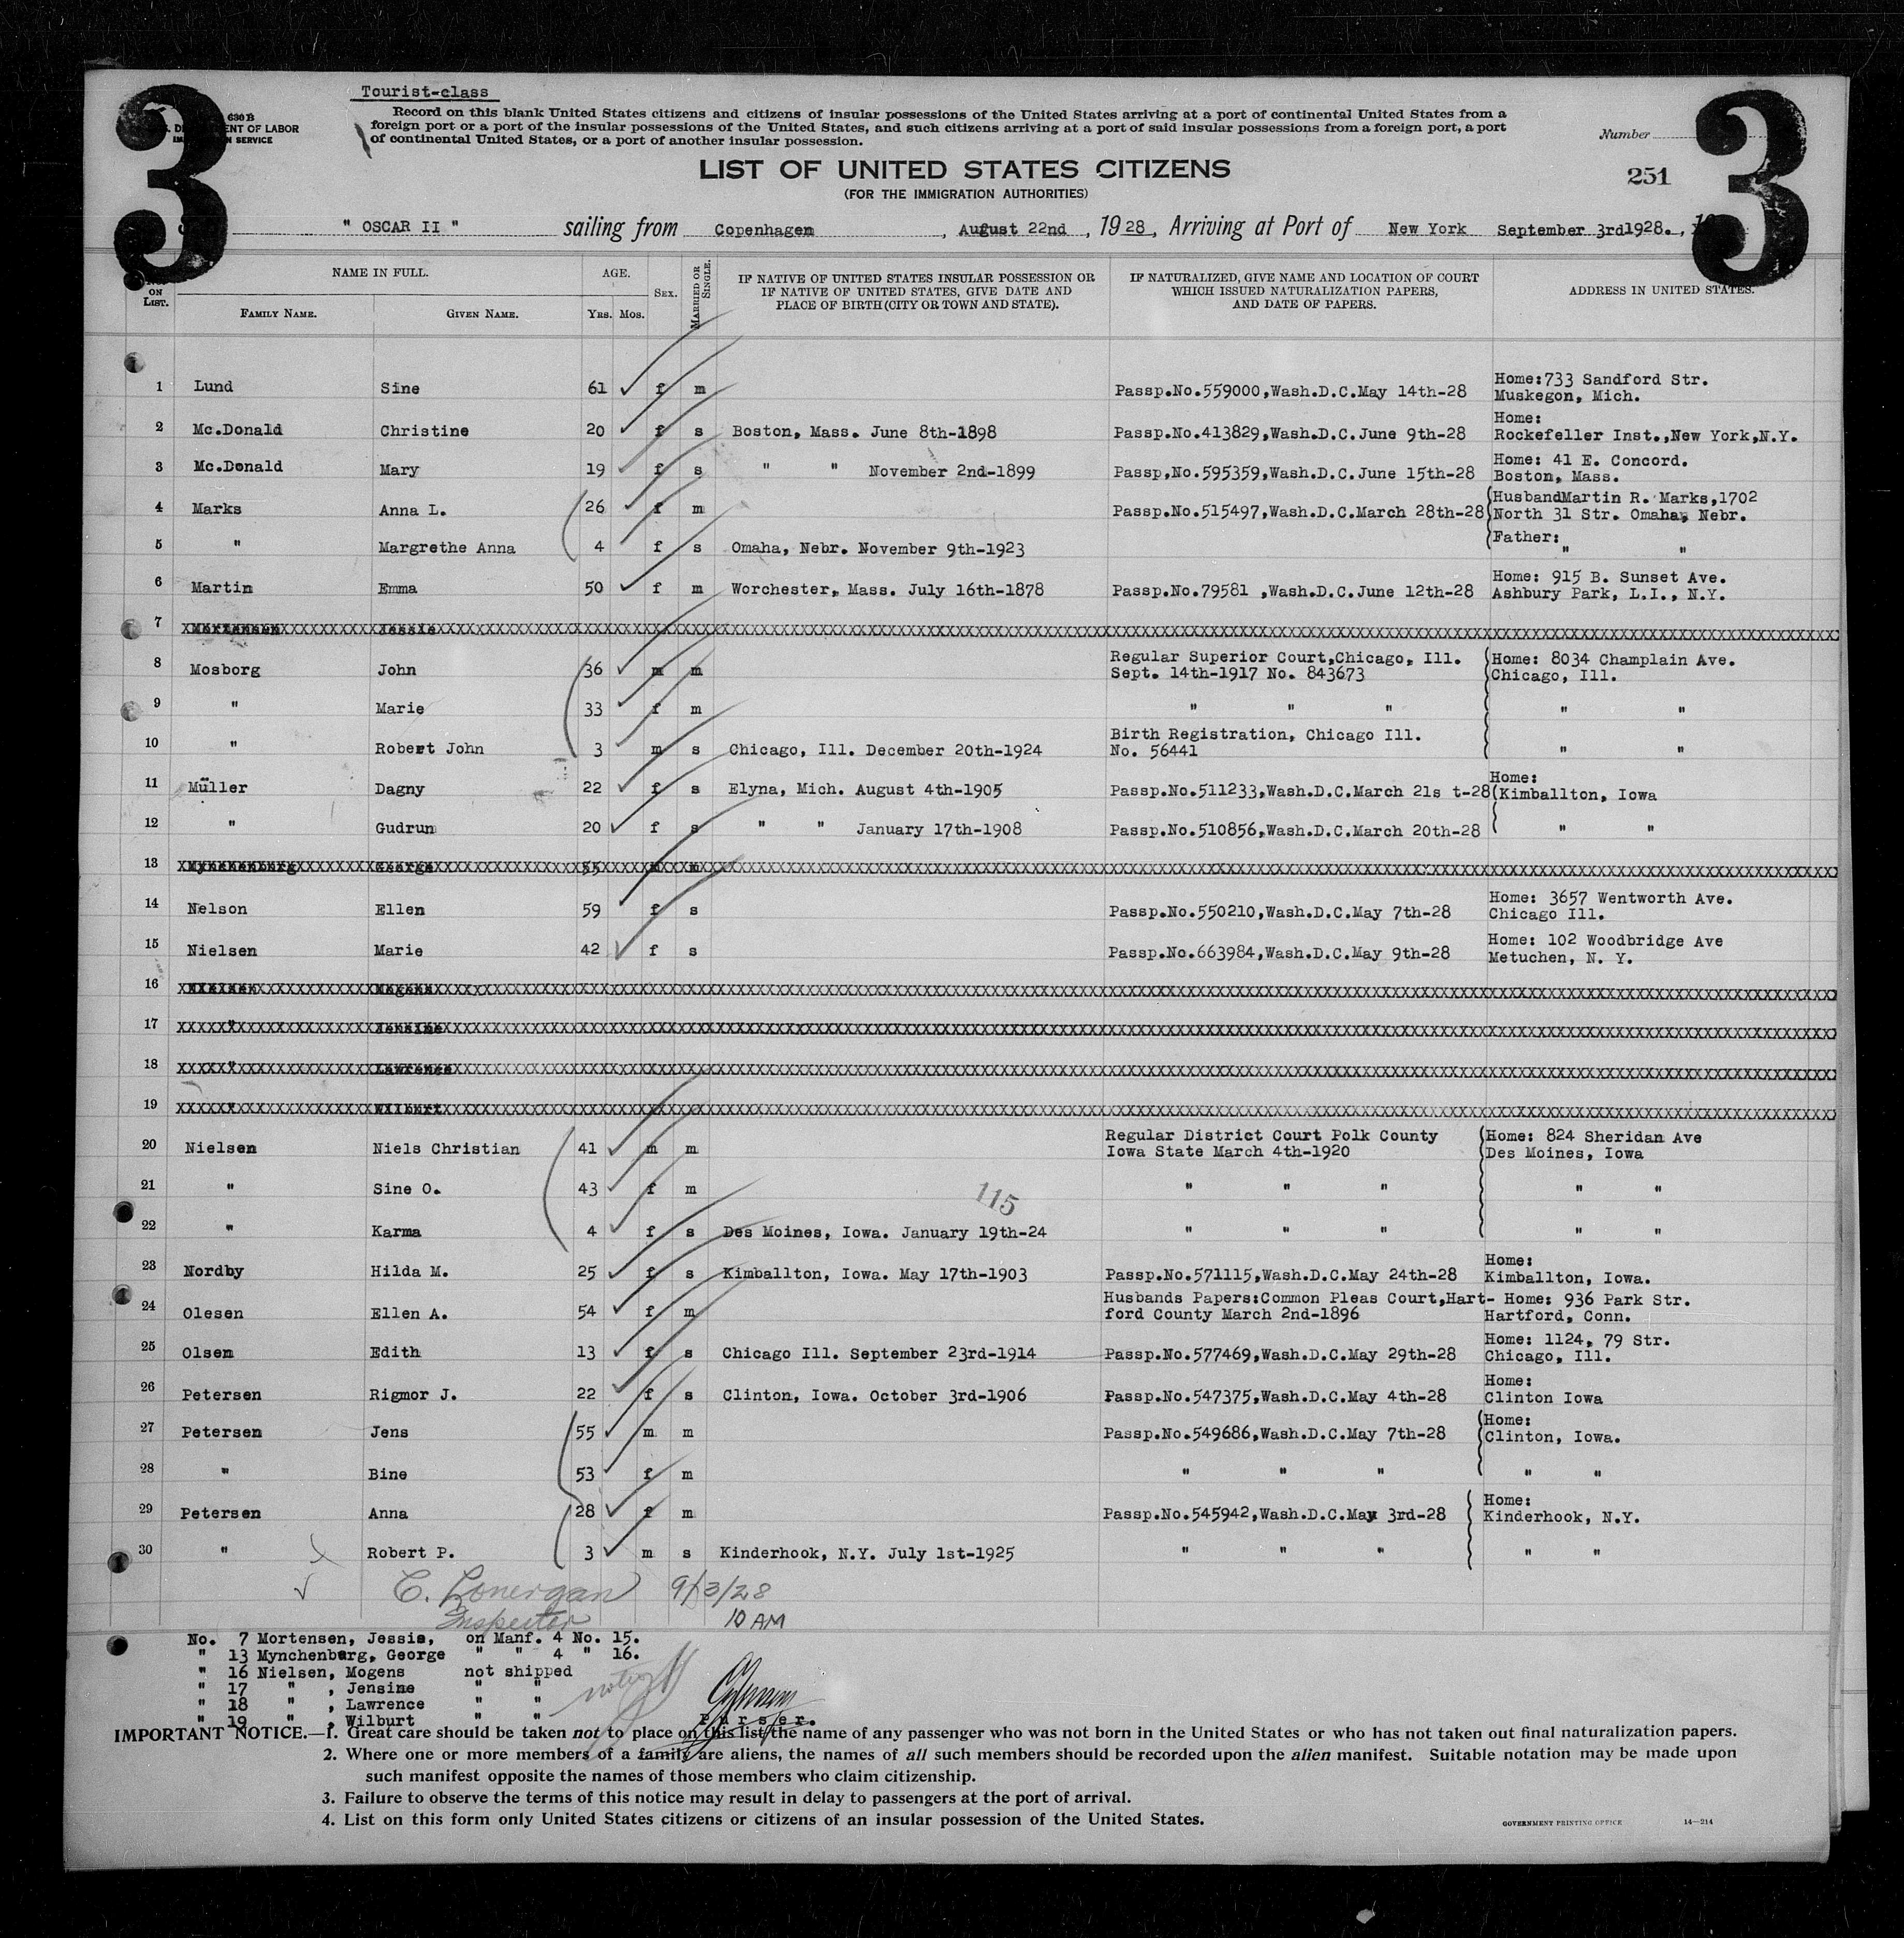 Tourist-class
630 B
DEPARTMENT OF LABOR
IMMIGRATION SERVICE
Record on this blank United States citizens and citizens of insular possessions of the United States arriving at a port of continental United States from a
foreign port or a port of the insular possessions of the United States, and such citizens arriving at a port of said insular possessions from a foreign port, a port
of continental United States, or a port of another insular possession.
Number
3
3
251
LIST OF UNITED STATES CITIZENS
(FOR THE IMMIGRATION AUTHORITIES)
" OSCAR II " sailing from Copenhagen, August 22nd, 1928, Arriving at Port of New York September 3rd1928.,
No. ON LIST. NAME IN FULL. AGE. SEX. MARRIED OR SINGLE. IF NATIVE OF UNITED STATES INSULAR POSSESSION OR IF NATIVE OF UNITED STATES, GIVE DATE AND PLACE OF BIRTH (CITY OR TOWN AND STATE). IF NATURALIZED, GIVE NAME AND LOCATION OF COURT WHICH ISSUED NATURALIZATION PAPERS, AND DATE OF PAPERS. ADDRESS IN UNITED STATES.
FAMILY NAME. GIVEN NAME. YRS. MOS.
1 Lund Sine 61 f m Passp.No.559000,Wash.D.C.May 14th-28 Home:733 Sandford Str. Muskegon, Mich.
2 Mc.Donald Christine 20 f s Boston, Mass. June 8th-1898 Passp.No.413829,Wash.D.C.June 9th-28 Home: Rockefeller Inst.,New York,N.Y.
3 Mc.Donald Mary 19 f s " " November 2nd-1899 Passp,No.595359,Wash.D.C.June 15th-28 Home: 41 E. Concord. Boston, Mass.
4 Marks Anna L. 26 f m Passp.No.515497,Wash.D.C.March 28th-28 HusbandMartin R. Marks,1702 North 31 Str. Omaha, Nebr.
5 " Margrethe Anna 4 f s Omaha, Nebr. November 9th-1923 Father: " "
6 Martin Emma 50 f m Worchester, Mass. July 16th-1878 Passp.No.79581 ,Wash.D.C.June 12th-28 Home: 915 B. Sunset Ave. Ashbury Park, L.I., N.Y.
7 Mortensen Jessie
8 Mosborg John 36 m m Regular Superior Court,Chicago, Ill. Sept. 14th-1917 No. 843673 Home: 8034 Champlain Ave. Chicago, Ill.
9 " Marie 33 f m " " " " "
10 " Robert John 3 m s Chicago, Ill. December 20th-1924 Birth Registration, Chicago Ill. No. 56441 " "
11 Müller Dagny 22 f s Elyna, Mich. August 4th-1905 Passp.No.511233,Wash.D.C.March 21s t-28 Home: Kimballton, Iowa
12 " Gudrun 20 f s " " January 17th-1908 Passp.No.510856,Wash.D.C.March 20th-28 " "
13 Mynchenberg George 55 m m
14 Nelson Ellen 59 f s Passp.No.550210,Wash.D.C.May 7th-28 Home: 3657 Wentworth Ave. Chicago Ill.
15 Nielsen Marie 42 f s Passp.No.663984,Wash.D.C.May 9th-28 Home: 102 Woodbridge Ave Metuchen, N. Y.
16 Nielsen Mogens
17 " Jensine
18 " Lawrence
19 " Wilburt
20 Nielsen Niels Christian 41 m m Regular District Court Polk County Iowa State March 4th-1920 Home: 824 Sheridan Ave Des Moines, Iowa
21 " Sine O. 43 f m " " " " "
115
22 " Karma 4 f s Des Moines, Iowa. January 19th-24 " " " " "
23 Nordby Hilda M. 25 f s Kimballton, Iowa. May 17th-1903 Passp.No.571115,Wash.D.C.May 24th-28 Home: Kimballton, Iowa.
24 Olesen Ellen A. 54 f m Husbands Papers:Common Pleas Court,Hart- ford County March 2nd-1896 Home: 936 Park Str. Hartford, Conn.
25 Olsen Edith 13 f s Chicago Ill. September 23rd-1914 Passp.No.577469,Wash.D.C.May 29th-28 Home: 1124, 79 Str. Chicago, Ill.
26 Petersen Rigmor J. 22 f s Clinton, Iowa. October 3rd-1906 Passp.No.547375,Wash.D.C.May 4th-28 Home: Clinton Iowa
27 Petersen Jens 55 m m Passp.No.549686,Wash.D.C.May 7th-28 Home: Clinton, Iowa.
28 " Bine 53 f m " " " " "
29 Petersen Anna 28 f m Passp.No.545942,Wash.D.C.May 3rd-28 Home: Kinderhook, N.Y.
30 " Robert P. 3 m s Kinderhook, N.Y. July 1st-1925 " " " " "
C. Lonergan 9/3/28
Inspector 10 AM
No. 7 Mortensen, Jessie, on Manf. 4 No. 15.
" 13 Mynchenberg, George " " 4 " 16.
" 16 Nielsen, Mogens not shipped
" 17 " , Jensine " "
" 18 " , Lawrence " "
" 19 " , Wilburt " "
noted
Purser.
IMPORTANT NOTICE.—1. Great care should be taken not to place on this list the name of any passenger who was not born in the United States or who has not taken out final naturalization papers.
2. Where one or more members of a family are aliens, the names of all such members should be recorded upon the alien manifest. Suitable notation may be made upon
such manifest opposite the names of those members who claim citizenship.
3. Failure to observe the terms of this notice may result in delay to passengers at the port of arrival.
4. List on this form only United States citizens or citizens of an insular possession of the United States.
GOVERNMENT PRINTING OFFICE 14—214